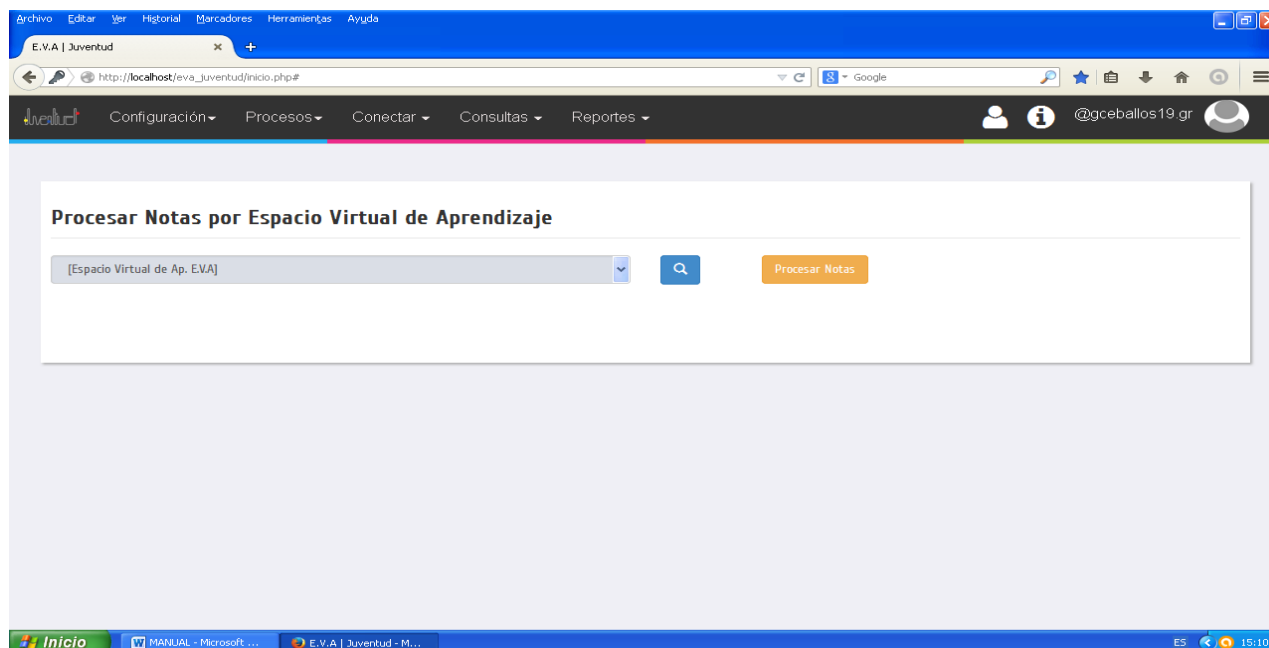 Archivo Editar Ver Historial Marcadores Herramientas Ayuda
E.V.A | Juventud
http://localhost/eva_juventud/inicio.php#
8 Google
Juventud Configuración Procesos Conectar Consultas Reportes @gceballos19.gr
Procesar Notas por Espacio Virtual de Aprendizaje
[Espacio Virtual de Ap. E.V.A]
Procesar Notas
Inicio MANUAL - Microsoft ... E.V.A | Juventud - M... ES 15:10